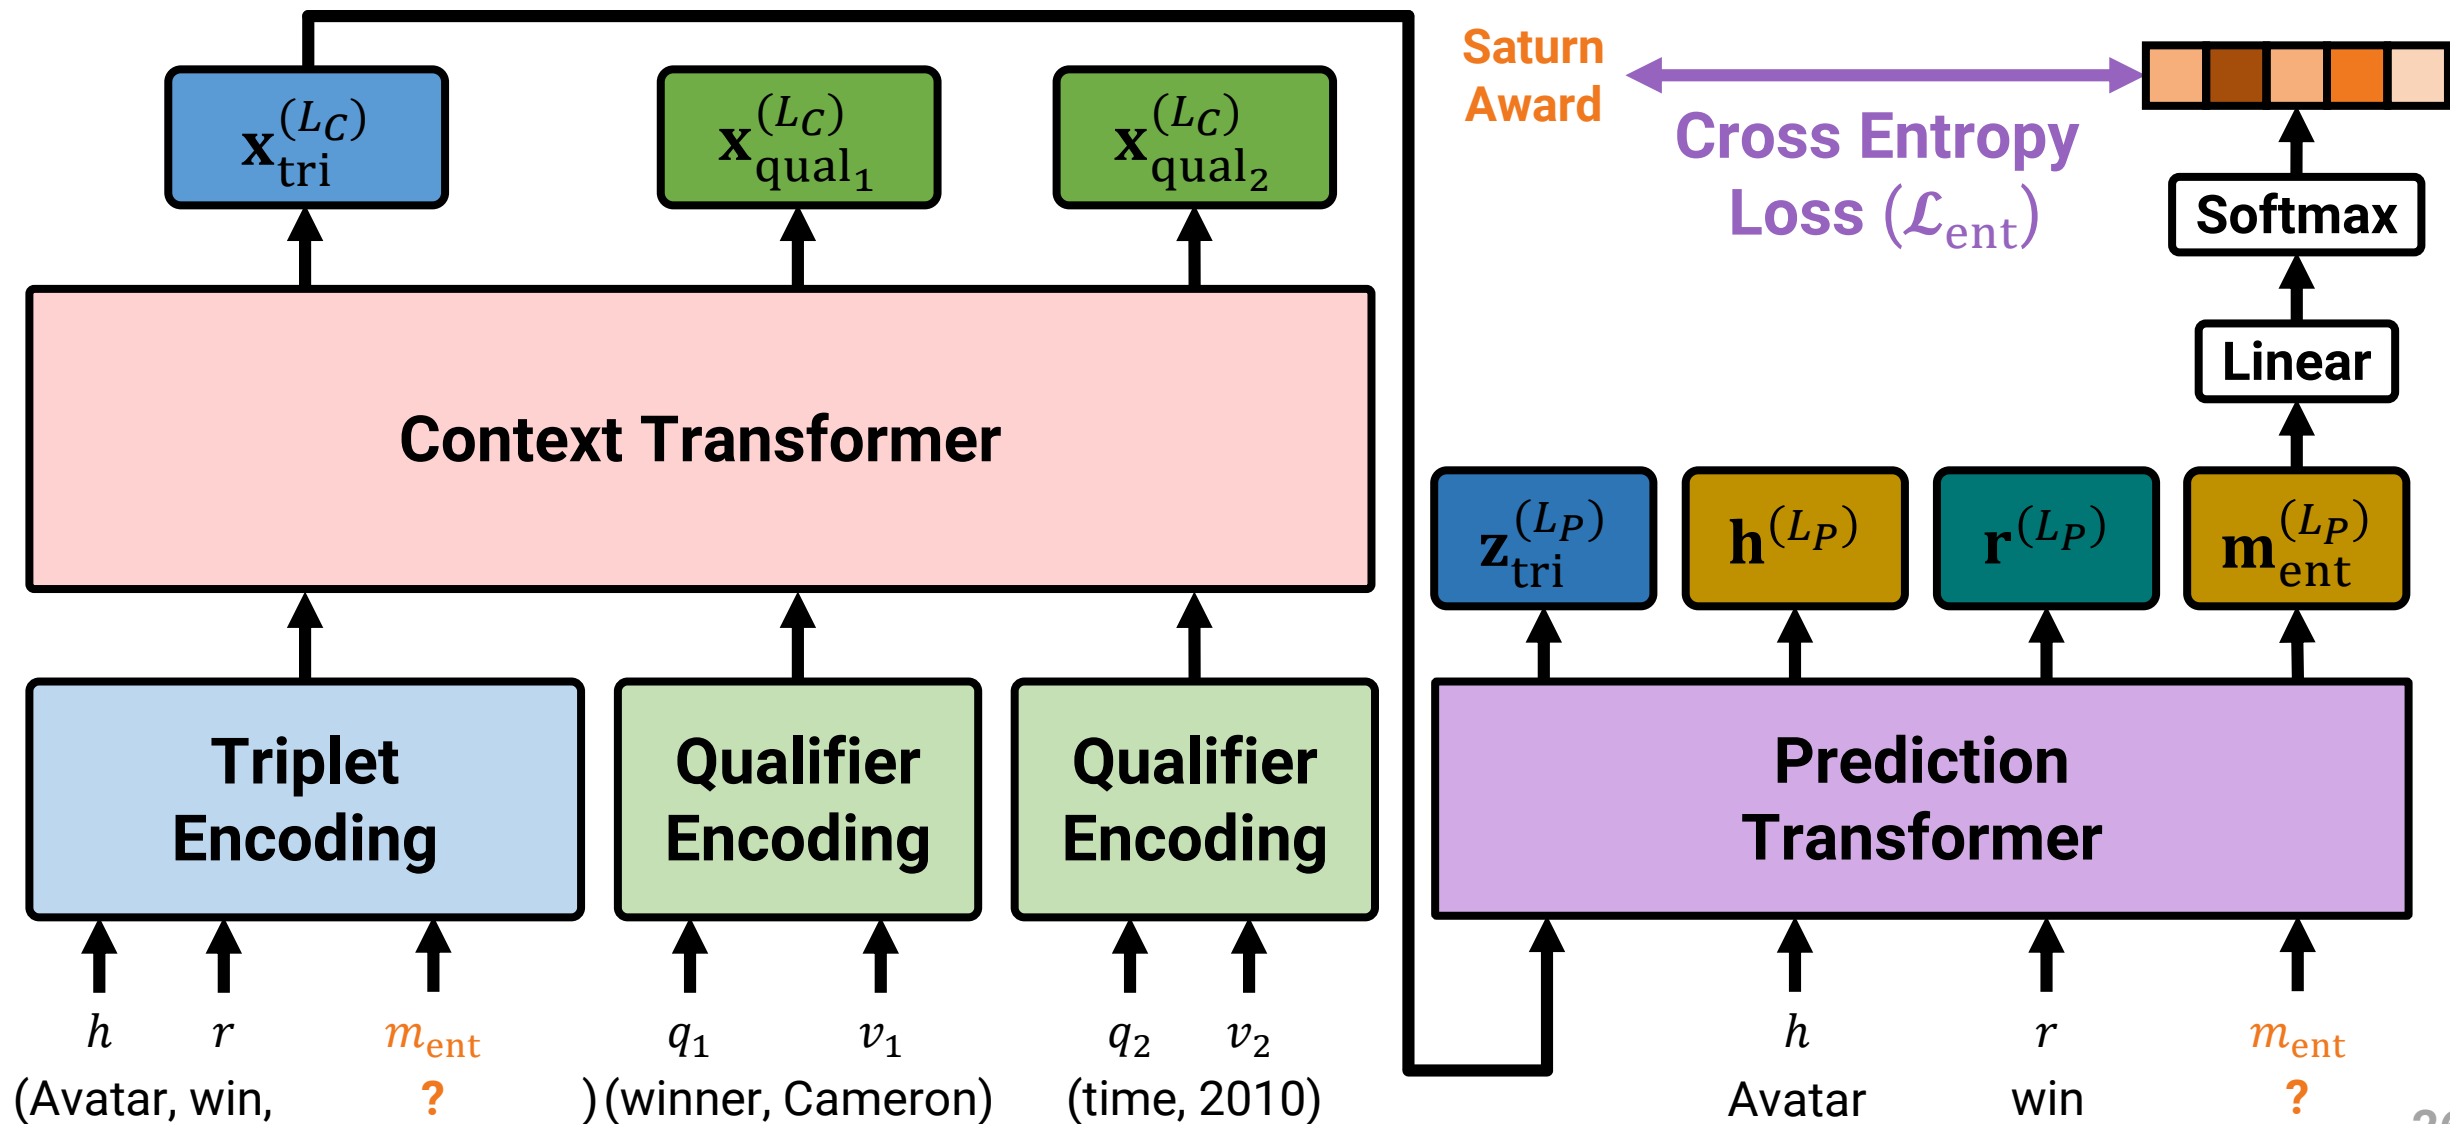 x_tri^(L_C)
x_qual_1^(L_C)
x_qual_2^(L_C)
Context Transformer
Triplet
Encoding
Qualifier
Encoding
Qualifier
Encoding
h r m_ent q_1 v_1 q_2 v_2
(Avatar, win, ? ) (winner, Cameron) (time, 2010)
Saturn
Award
Cross Entropy
Loss (ℒ_ent)
Softmax
Linear
z_tri^(L_P)
h^(L_P)
r^(L_P)
m_ent^(L_P)
Prediction
Transformer
h r m_ent
Avatar win ?